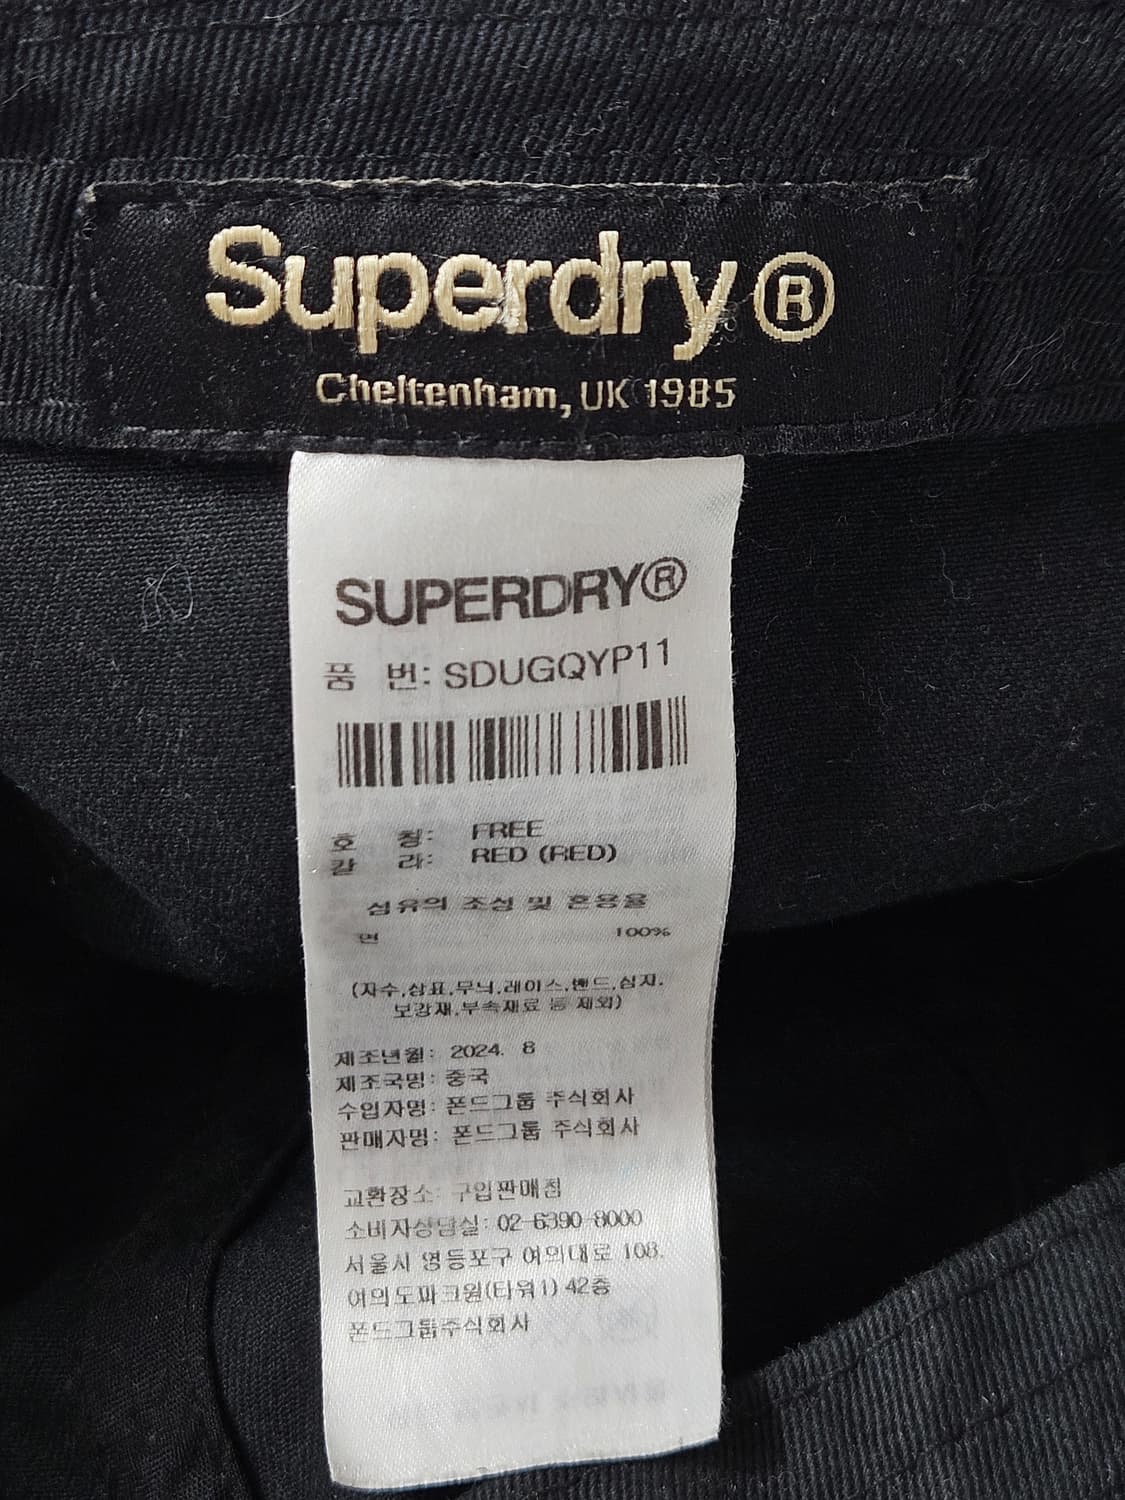 Superdry®
Cheltenham, UK 1985
SUPERDRY®
품 번: SDUGQYP11
호 칭: FREE
칼 라: RED (RED)
섬유의 조성 및 혼용율
면 100%
(자수,상표,무늬,레이스,밴드,심지,
보강재,부속재료 등 제외)
제조년월: 2024. 8
제조국명: 중국
수입자명: 폰드그룹 주식회사
판매자명: 폰드그룹 주식회사
교환장소: 구입판매점
소비자상담실: 02-6390-8000
서울시 영등포구 여의대로 108,
여의도파크원(타워1) 42층
폰드그룹주식회사